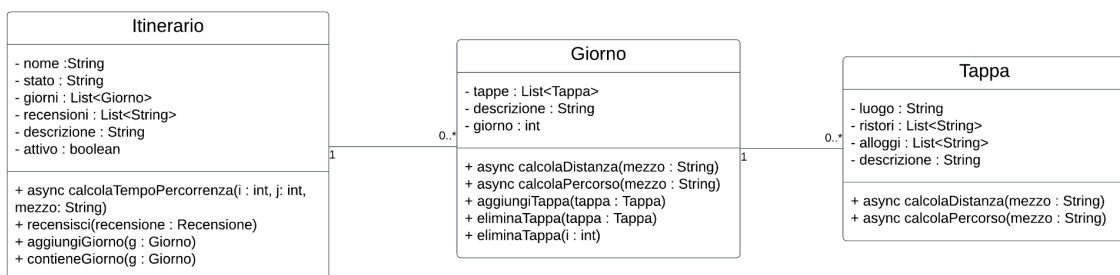 Itinerario
- nome :String
- stato : String
- giorni : List<Giorno>
- recensioni : List<String>
- descrizione : String
- attivo : boolean
+ async calcolaTempoPercorrenza(i : int, j: int,
mezzo: String)
+ recensisci(recensione : Recensione)
+ aggiungiGiorno(g : Giorno)
+ contieneGiorno(g : Giorno)
1
0..*
Giorno
- tappe : List<Tappa>
- descrizione : String
- giorno : int
+ async calcolaDistanza(mezzo : String)
+ async calcolaPercorso(mezzo : String)
+ aggiungiTappa(tappa : Tappa)
+ eliminaTappa(tappa : Tappa)
+ eliminaTappa(i : int)
1
0..*
Tappa
- luogo : String
- ristori : List<String>
- alloggi : List<String>
- descrizione : String
+ async calcolaDistanza(mezzo : String)
+ async calcolaPercorso(mezzo : String)